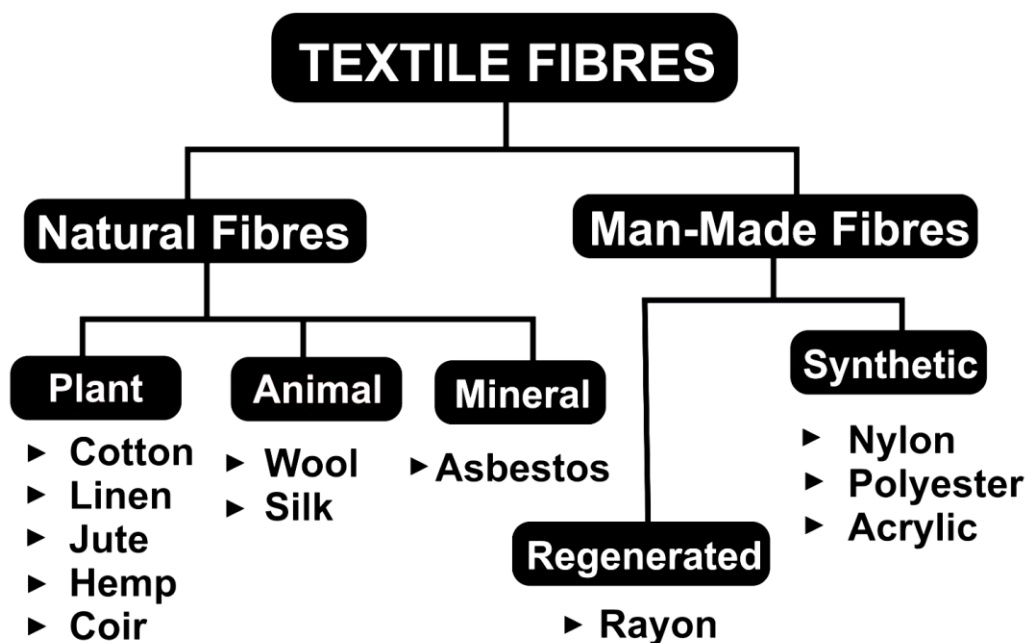 TEXTILE FIBRES
Natural Fibres
Man-Made Fibres
Plant
Cotton
Linen
Jute
Hemp
Coir
Animal
Wool
Silk
Mineral
Asbestos
Regenerated
Rayon
Synthetic
Nylon
Polyester
Acrylic